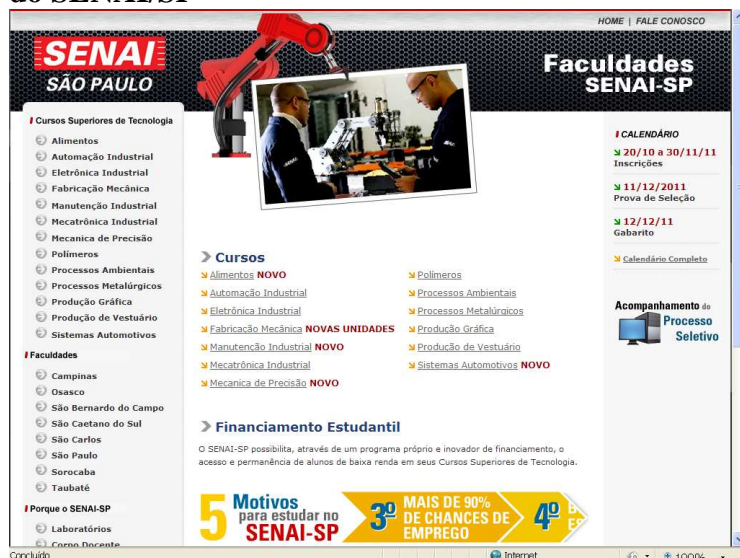 do SENAI/SP
HOME | FALE CONOSCO
SENAI
SÃO PAULO
Faculdades
SENAI-SP
Cursos Superiores de Tecnologia
Alimentos
Automação Industrial
Eletrônica Industrial
Fabricação Mecânica
Manutenção Industrial
Mecatrônica Industrial
Mecanica de Precisão
Polímeros
Processos Ambientais
Processos Metalúrgicos
Produção Gráfica
Produção de Vestuário
Sistemas Automotivos
Faculdades
Campinas
Osasco
São Bernardo do Campo
São Caetano do Sul
São Carlos
São Paulo
Sorocaba
Taubaté
Porque o SENAI-SP
Laboratórios
Corpo Docente
Cursos
Alimentos NOVO
Automação Industrial
Eletrônica Industrial
Fabricação Mecânica NOVAS UNIDADES
Manutenção Industrial NOVO
Mecatrônica Industrial
Mecanica de Precisão NOVO
Polímeros
Processos Ambientais
Processos Metalúrgicos
Produção Gráfica
Produção de Vestuário
Sistemas Automotivos NOVO
Financiamento Estudantil
O SENAI-SP possibilita, através de um programa próprio e inovador de financiamento, o
acesso e permanência de alunos de baixa renda em seus Cursos Superiores de Tecnologia.
5 Motivos
para estudar no
SENAI-SP
3º MAIS DE 90%
DE CHANCES DE
EMPREGO
4º
CALENDÁRIO
20/10 a 30/11/11
Inscrições
11/12/2011
Prova de Seleção
12/12/11
Gabarito
Calendário Completo
Acompanhamento do
Processo
Seletivo
Concluído
Internet
100%